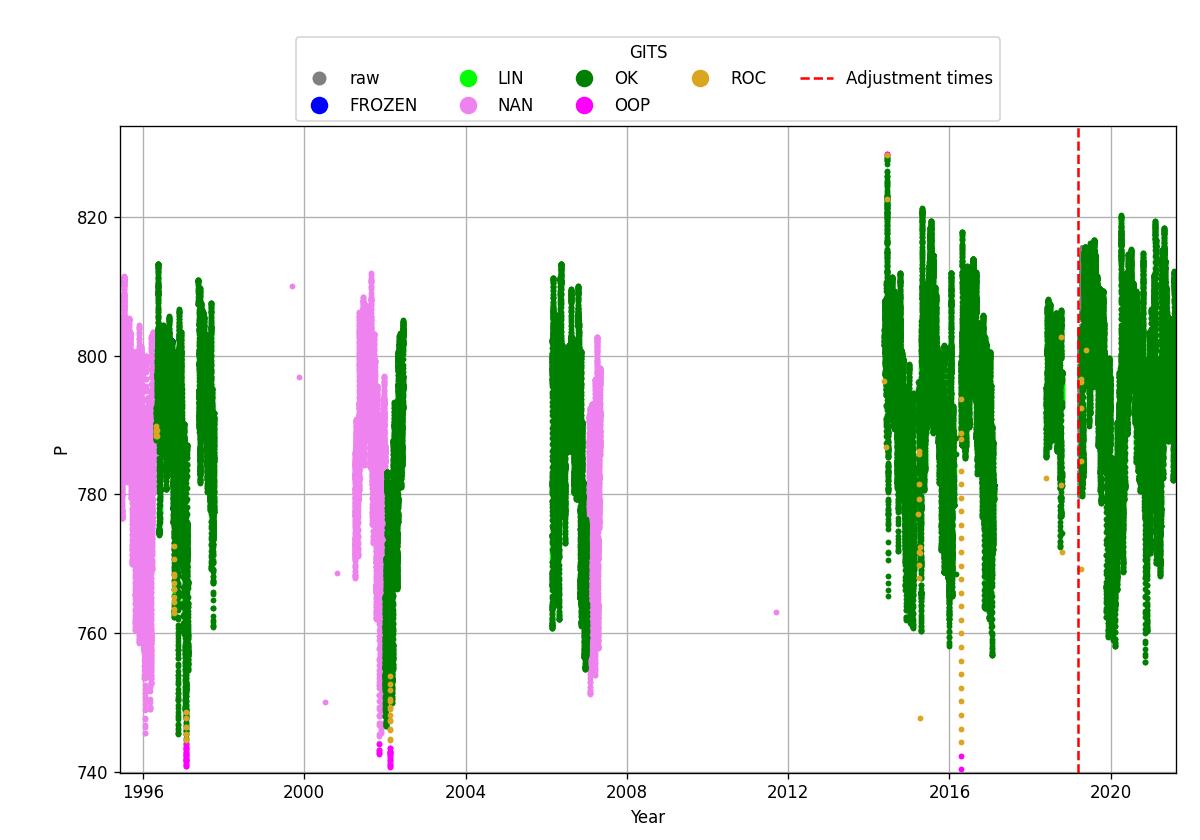 GITS
raw LIN OK ROC Adjustment times
FROZEN NAN OOP
820
800
780
760
740
P
1996 2000 2004 2008 2012 2016 2020
Year